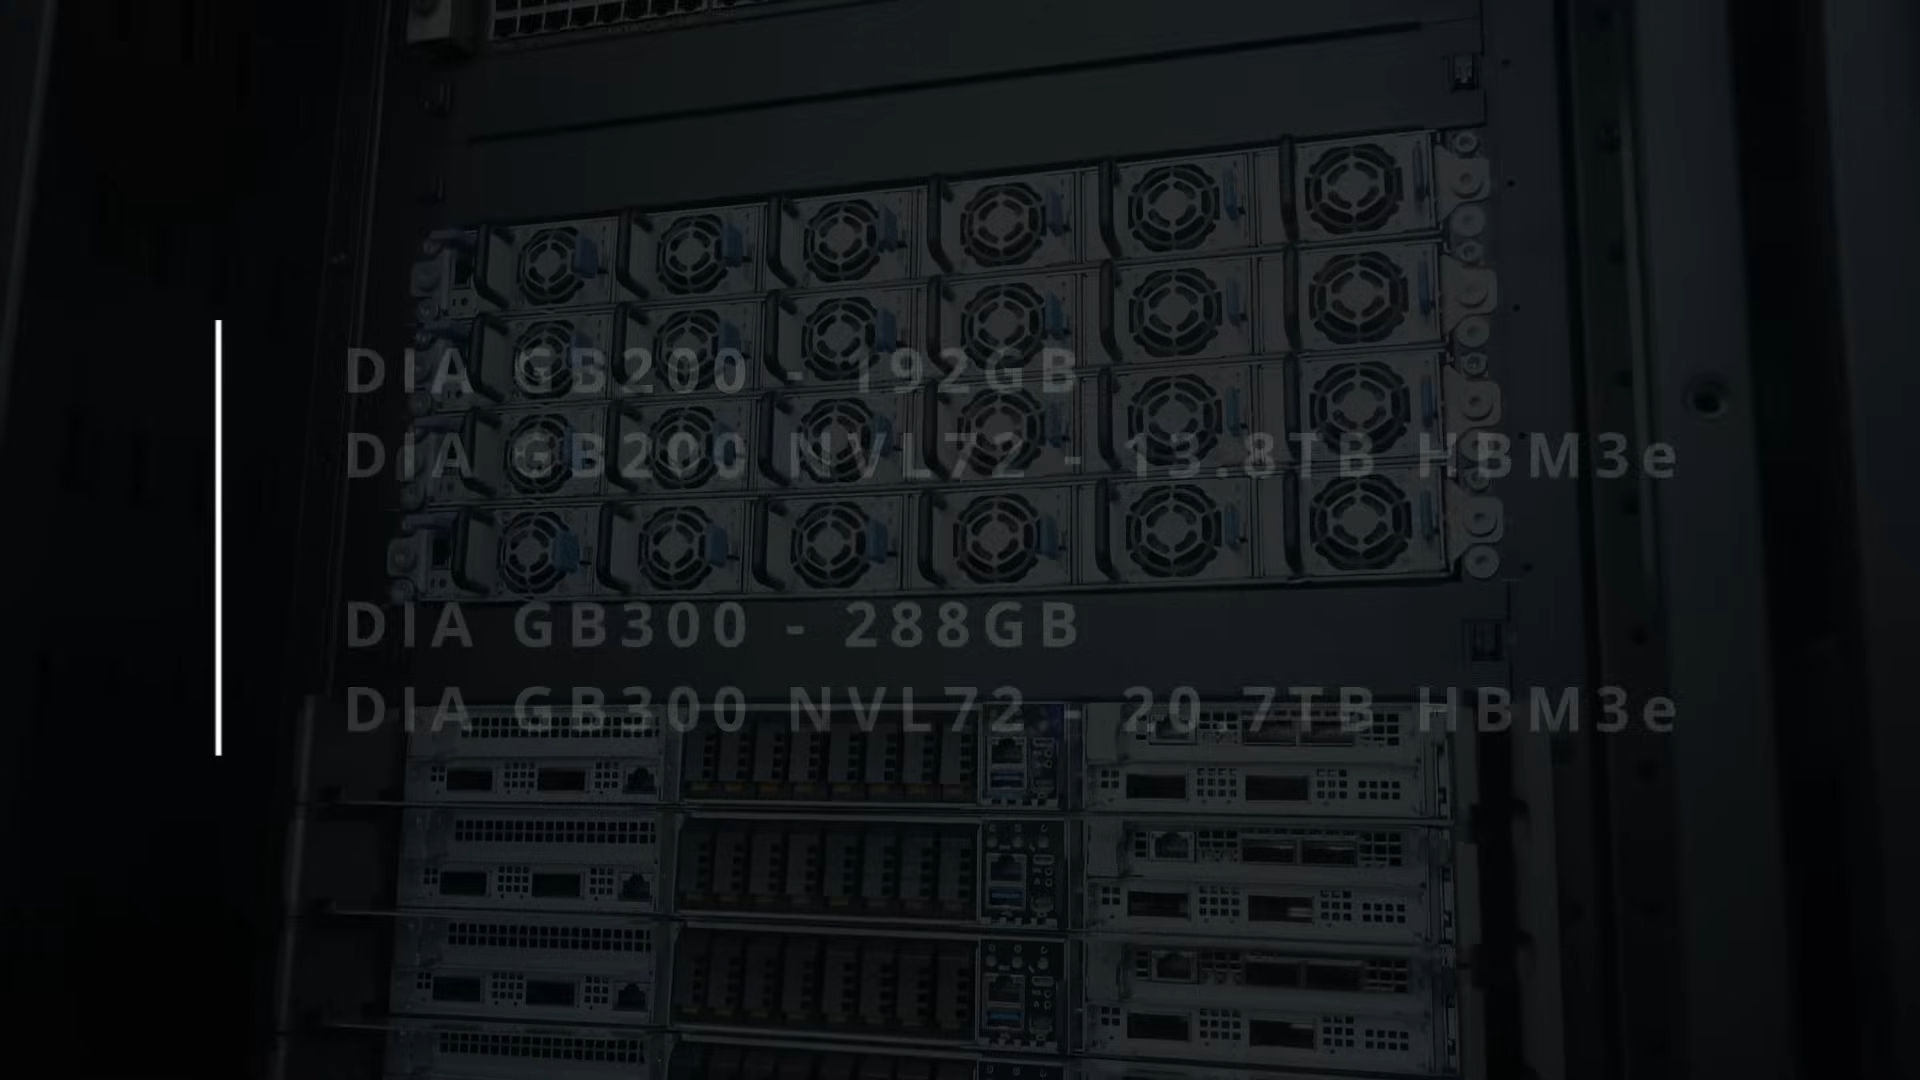 DIA GB200 - 192GB
DIA GB200 NVL72 - 13.8TB HBM3e
DIA GB300 - 288GB
DIA GB300 NVL72 - 20.7TB HBM3e